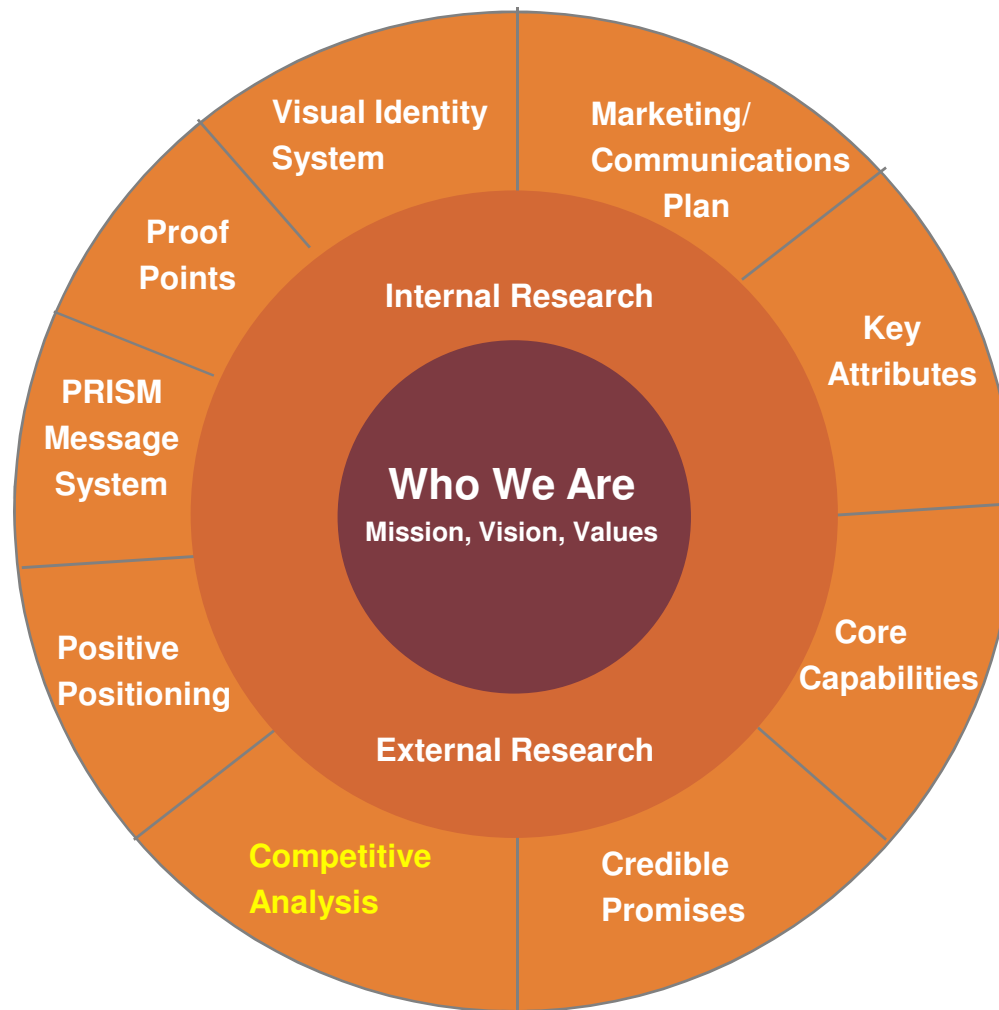 Visual Identity
System
Marketing/
Communications
Plan
Proof
Points
Internal Research
Key
Attributes
PRISM
Message
System
Who We Are
Mission, Vision, Values
Positive
Positioning
Core
Capabilities
External Research
Competitive
Analysis
Credible
Promises